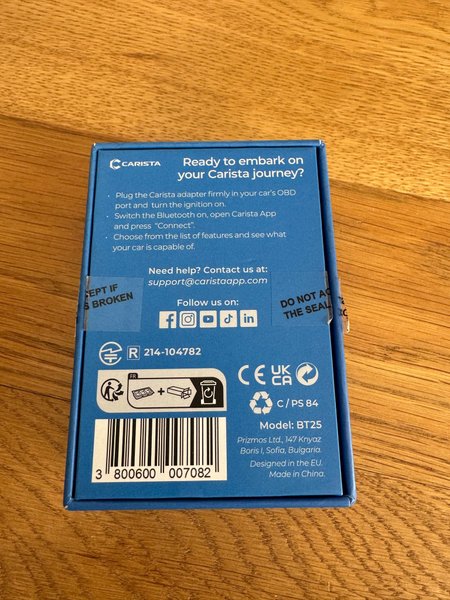 CARISTA
Ready to embark on
your Carista journey?
· Plug the Carista adapter firmly in your car's OBD
port and turn the ignition on.
· Switch the Bluetooth on, open Carista App
and press "Connect".
· Choose from the list of features and see what
your car is capable of.
Need help? Contact us at:
support@caristaapp.com
CEPT IF
S BROKEN
DO NOT AC
THE SEAL
Follow us on:
R 214-104782
FR
+
CE UK
CA
C / PS 84
Model: BT25
Prizmos Ltd., 147 Knyaz
Boris I, Sofia, Bulgaria.
Designed in the EU.
Made in China.
3 800600 007082